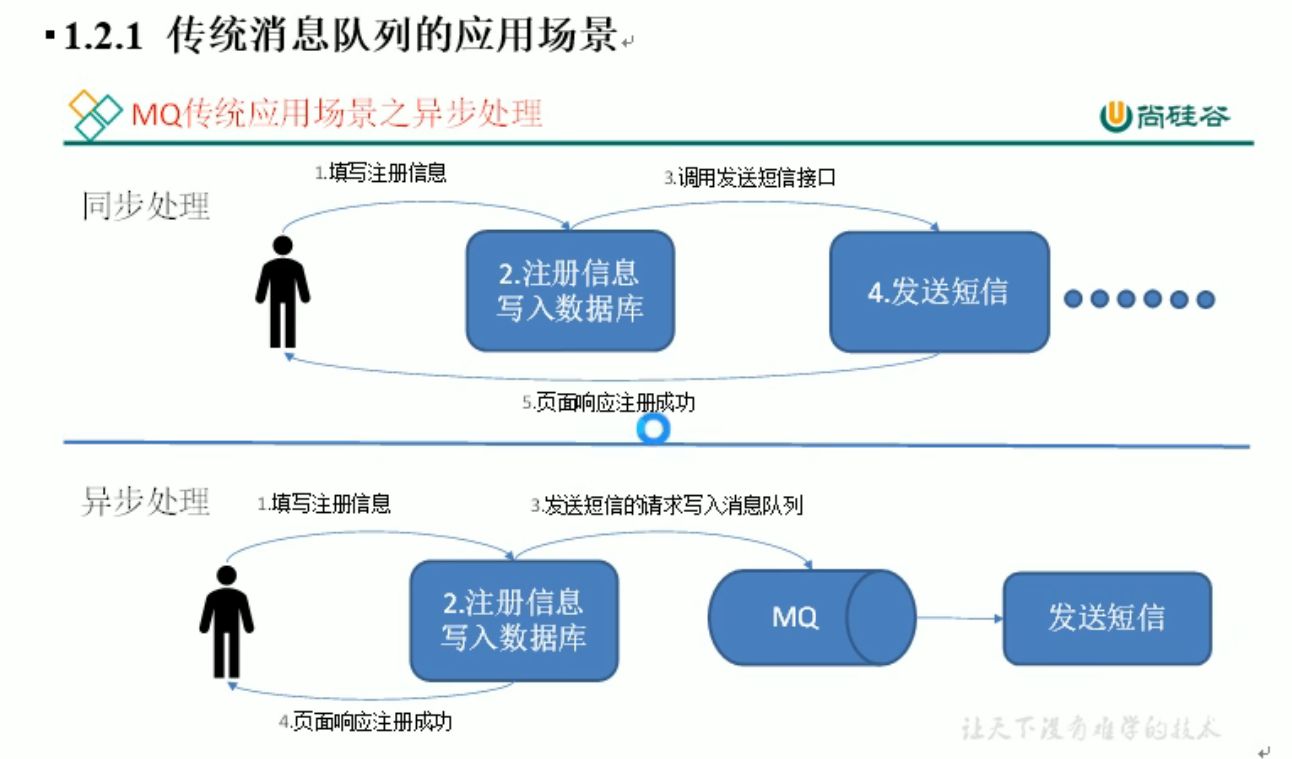 1.2.1 传统消息队列的应用场景
MQ传统应用场景之异步处理
尚硅谷
同步处理
1.填写注册信息
3.调用发送短信接口
2.注册信息
写入数据库
4.发送短信
5.页面响应注册成功
异步处理
1.填写注册信息
3.发送短信的请求写入消息队列
2.注册信息
写入数据库
MQ
发送短信
4.页面响应注册成功
让天下没有难学的技术